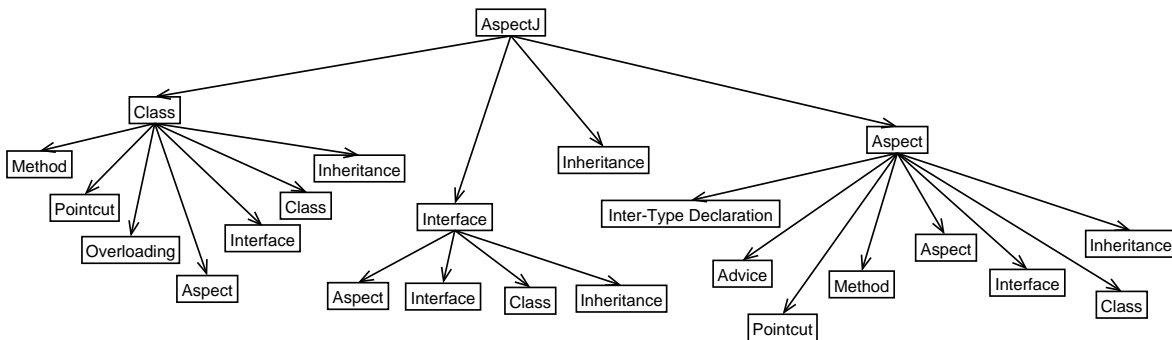 AspectJ
Class
Aspect
Method
Inheritance
Inheritance
Pointcut
Class
Interface
Inter-Type Declaration
Overloading
Interface
Aspect
Inheritance
Aspect
Advice
Method
Interface
Aspect
Interface
Class
Inheritance
Class
Pointcut